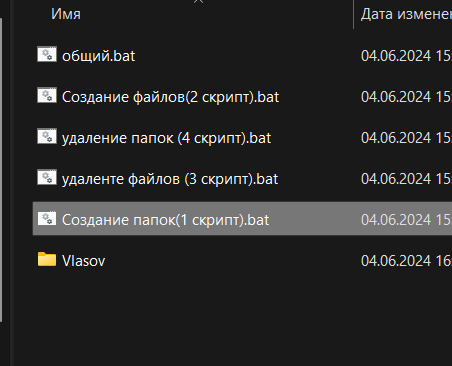 Имя Дата изменен
общий.bat 04.06.2024 15
Создание файлов(2 скрипт).bat 04.06.2024 15
удаление папок (4 скрипт).bat 04.06.2024 15
удаленте файлов (3 скрипт).bat 04.06.2024 15
Создание папок(1 скрипт).bat 04.06.2024 15
Vlasov 04.06.2024 16